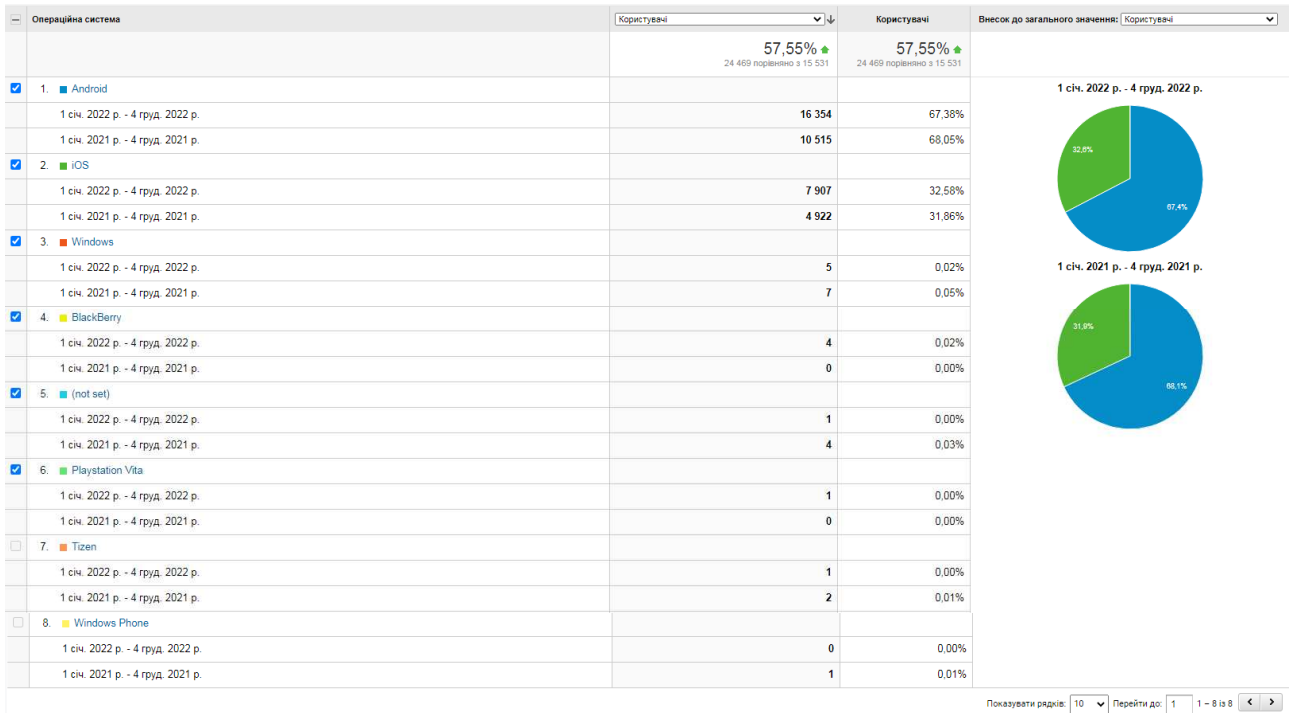 Операційна система Користувачі Користувачі Внесок до загального значення: Користувачі
57,55% 57,55%
24 469 порівняно з 15 531 24 469 порівняно з 15 531
1. Android
1 січ. 2022 р. - 4 груд. 2022 р. 16 354 67,38%
1 січ. 2021 р. - 4 груд. 2021 р. 10 515 68,05%
2. iOS
1 січ. 2022 р. - 4 груд. 2022 р. 7 907 32,58%
1 січ. 2021 р. - 4 груд. 2021 р. 4 922 31,86%
3. Windows
1 січ. 2022 р. - 4 груд. 2022 р. 5 0,02%
1 січ. 2021 р. - 4 груд. 2021 р. 7 0,05%
4. BlackBerry
1 січ. 2022 р. - 4 груд. 2022 р. 4 0,02%
1 січ. 2021 р. - 4 груд. 2021 р. 0 0,00%
5. (not set)
1 січ. 2022 р. - 4 груд. 2022 р. 1 0,00%
1 січ. 2021 р. - 4 груд. 2021 р. 4 0,03%
6. Playstation Vita
1 січ. 2022 р. - 4 груд. 2022 р. 1 0,00%
1 січ. 2021 р. - 4 груд. 2021 р. 0 0,00%
7. Tizen
1 січ. 2022 р. - 4 груд. 2022 р. 1 0,00%
1 січ. 2021 р. - 4 груд. 2021 р. 2 0,01%
8. Windows Phone
1 січ. 2022 р. - 4 груд. 2022 р. 0 0,00%
1 січ. 2021 р. - 4 груд. 2021 р. 1 0,01%
1 січ. 2022 р. - 4 груд. 2022 р.
32,6%
67,4%
1 січ. 2021 р. - 4 груд. 2021 р.
31,9%
68,1%
Показувати рядків: 10 Перейти до: 1 1 – 8 із 8